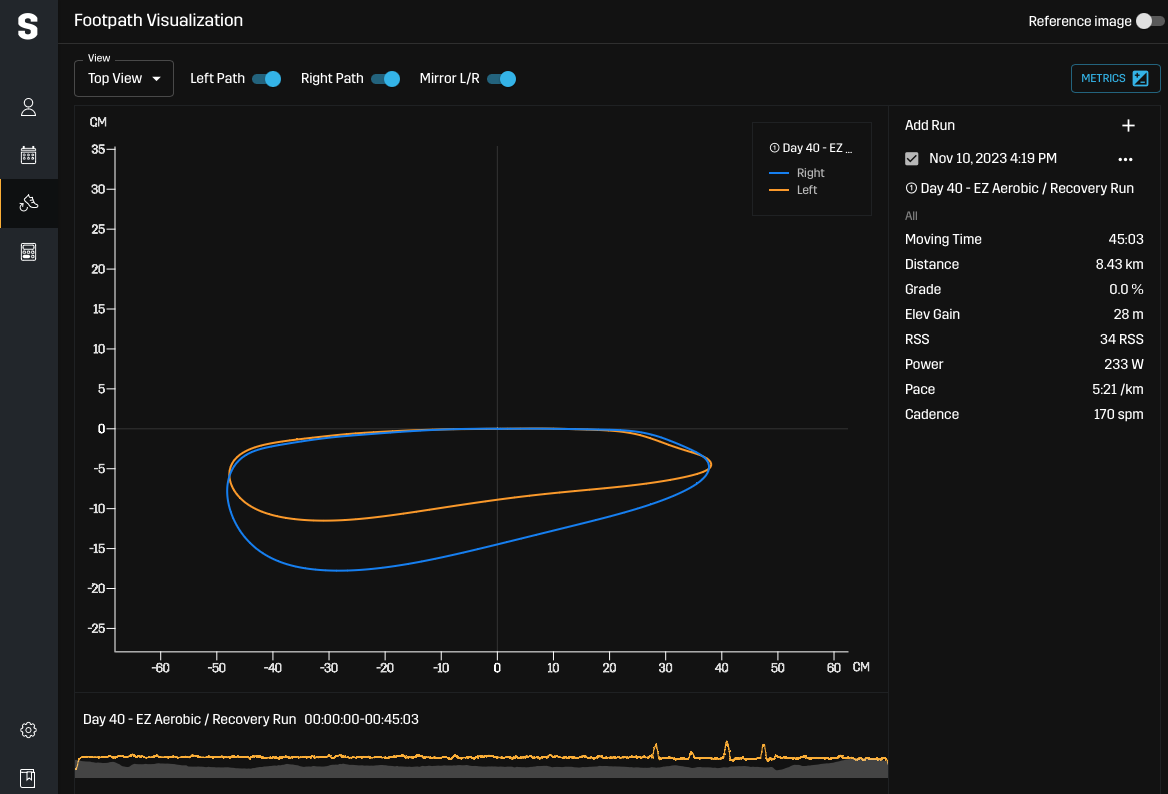 S
Footpath Visualization
Reference image
View
Top View
Left Path
Right Path
Mirror L/R
METRICS
CM
35
30
25
20
15
10
5
0
-5
-10
-15
-20
-25
-60 -50 -40 -30 -20 -10 0 10 20 30 40 50 60 CM
① Day 40 - EZ ...
Right
Left
Add Run
Nov 10, 2023 4:19 PM
① Day 40 - EZ Aerobic / Recovery Run
All
Moving Time 45:03
Distance 8.43 km
Grade 0.0 %
Elev Gain 28 m
RSS 34 RSS
Power 233 W
Pace 5:21 /km
Cadence 170 spm
Day 40 - EZ Aerobic / Recovery Run 00:00:00-00:45:03